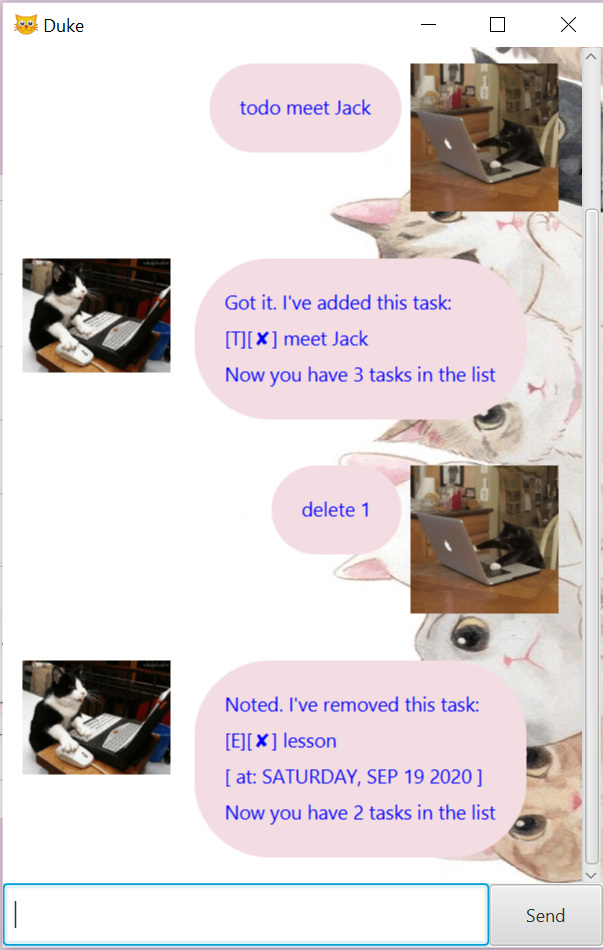 Duke
todo meet Jack
Got it. I've added this task:
[T][✘] meet Jack
Now you have 3 tasks in the list
delete 1
Noted. I've removed this task:
[E][✘] lesson
[ at: SATURDAY, SEP 19 2020 ]
Now you have 2 tasks in the list
Send